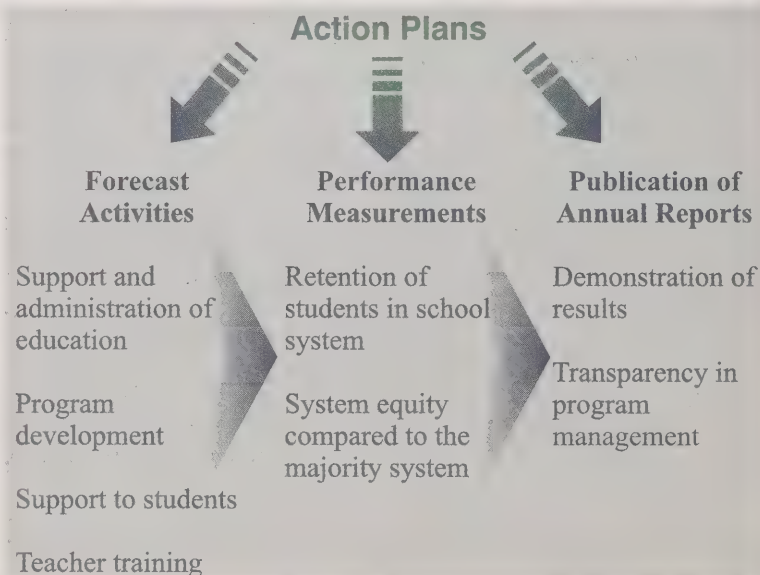 Action Plans
Forecast
Activities
Support and
administration of
education
Program
development
Support to students
Teacher training
Performance
Measurements
Retention of
students in school
system
System equity
compared to the
majority system
Publication of
Annual Reports
Demonstration of
results
Transparency in
program
management